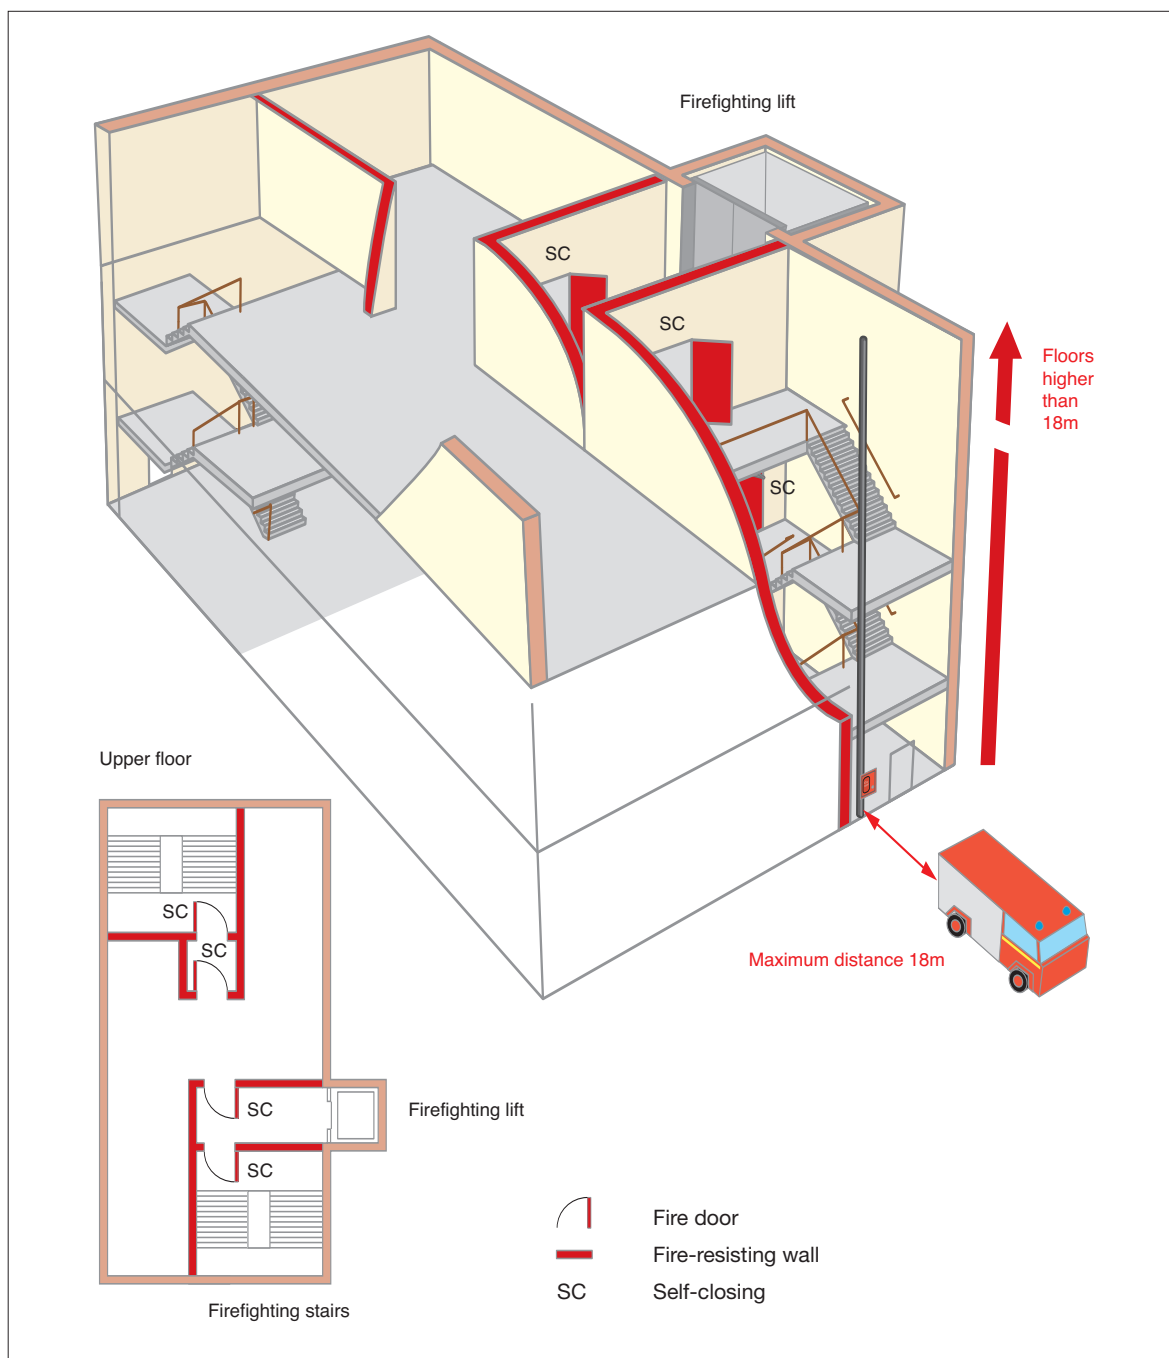 Firefighting lift
SC
SC
Floors
higher
than
18m
SC
Upper floor
Maximum distance 18m
SC
SC
SC
Firefighting lift
SC
Fire door
Fire-resisting wall
SC Self-closing
Firefighting stairs